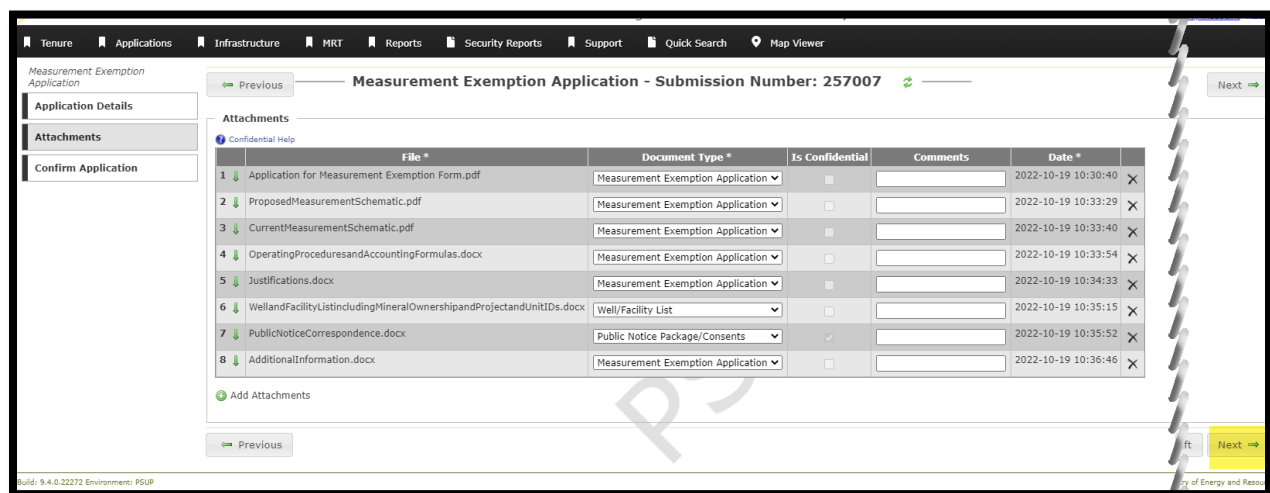 Tenure Applications Infrastructure MRT Reports Security Reports Support Quick Search Map Viewer
Measurement Exemption
Application
Application Details
Attachments
Confirm Application
Previous Measurement Exemption Application - Submission Number: 257007 Next
Attachments
Confidential Help
File * Document Type * Is Confidential Comments Date *
1 Application for Measurement Exemption Form.pdf Measurement Exemption Application 2022-10-19 10:30:40
2 ProposedMeasurementSchematic.pdf Measurement Exemption Application 2022-10-19 10:33:29
3 CurrentMeasurementSchematic.pdf Measurement Exemption Application 2022-10-19 10:33:40
4 OperatingProceduresandAccountingFormulas.docx Measurement Exemption Application 2022-10-19 10:33:54
5 Justifications.docx Measurement Exemption Application 2022-10-19 10:34:33
6 WellandFacilityListincludingMineralOwnershipandProjectandUnitIDs.docx Well/Facility List 2022-10-19 10:35:15
7 PublicNoticeCorrespondence.docx Public Notice Package/Consents 2022-10-19 10:35:52
8 AdditionalInformation.docx Measurement Exemption Application 2022-10-19 10:36:46
Add Attachments
PS
Previous ft Next
Build: 9.4.0.22272 Environment: PSUP ry of Energy and Resou